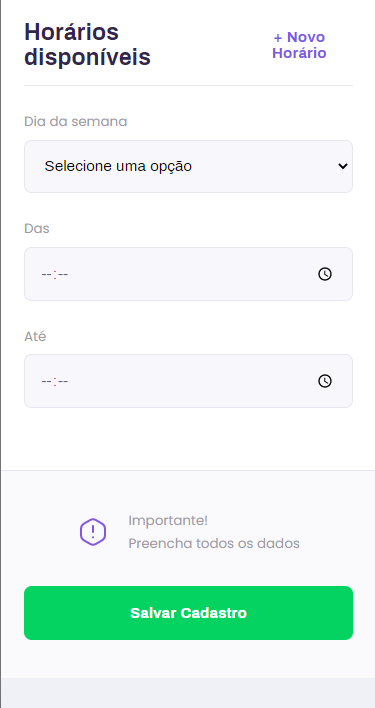 Horários
disponíveis
+ Novo
Horário
Dia da semana
Selecione uma opção
Das
--:--
Até
--:--
Importante!
Preencha todos os dados
Salvar Cadastro